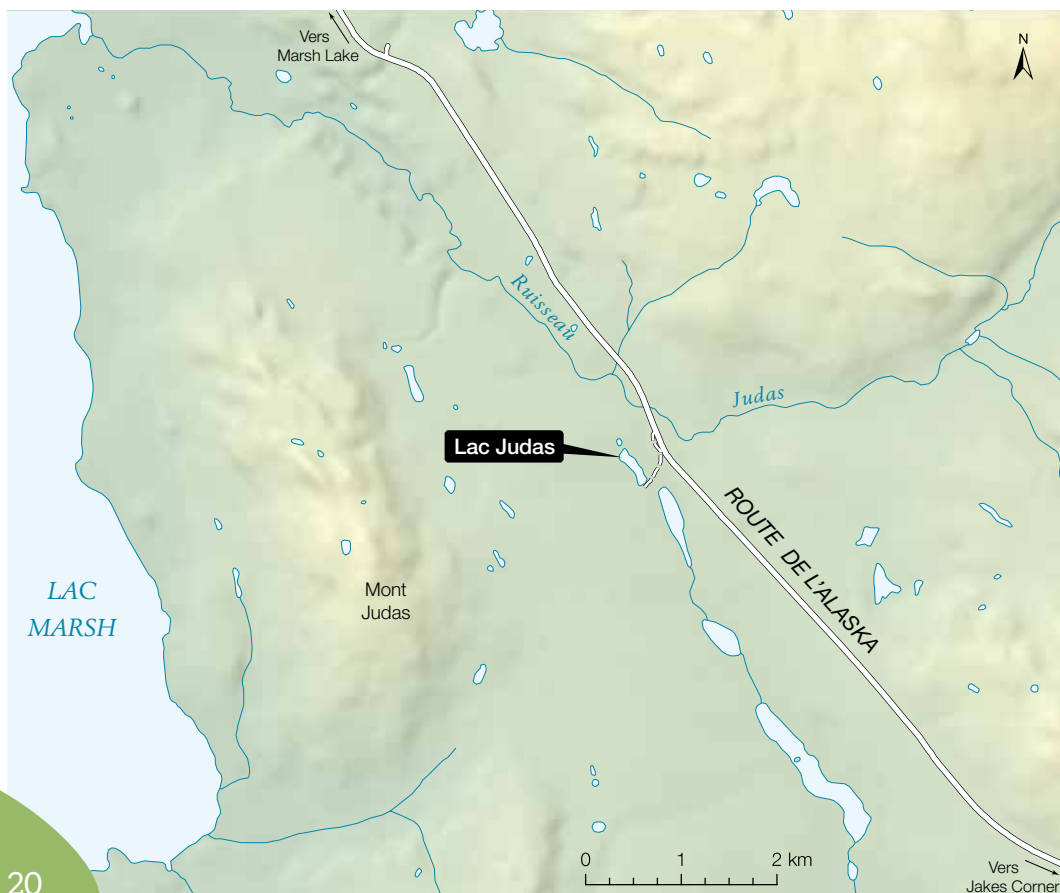 Vers
Marsh Lake
N
Ruisseau
Judas
Lac Judas
ROUTE DE L'ALASKA
LAC
MARSH
Mont
Judas
0 1 2 km
Vers
Jakes Corner
20